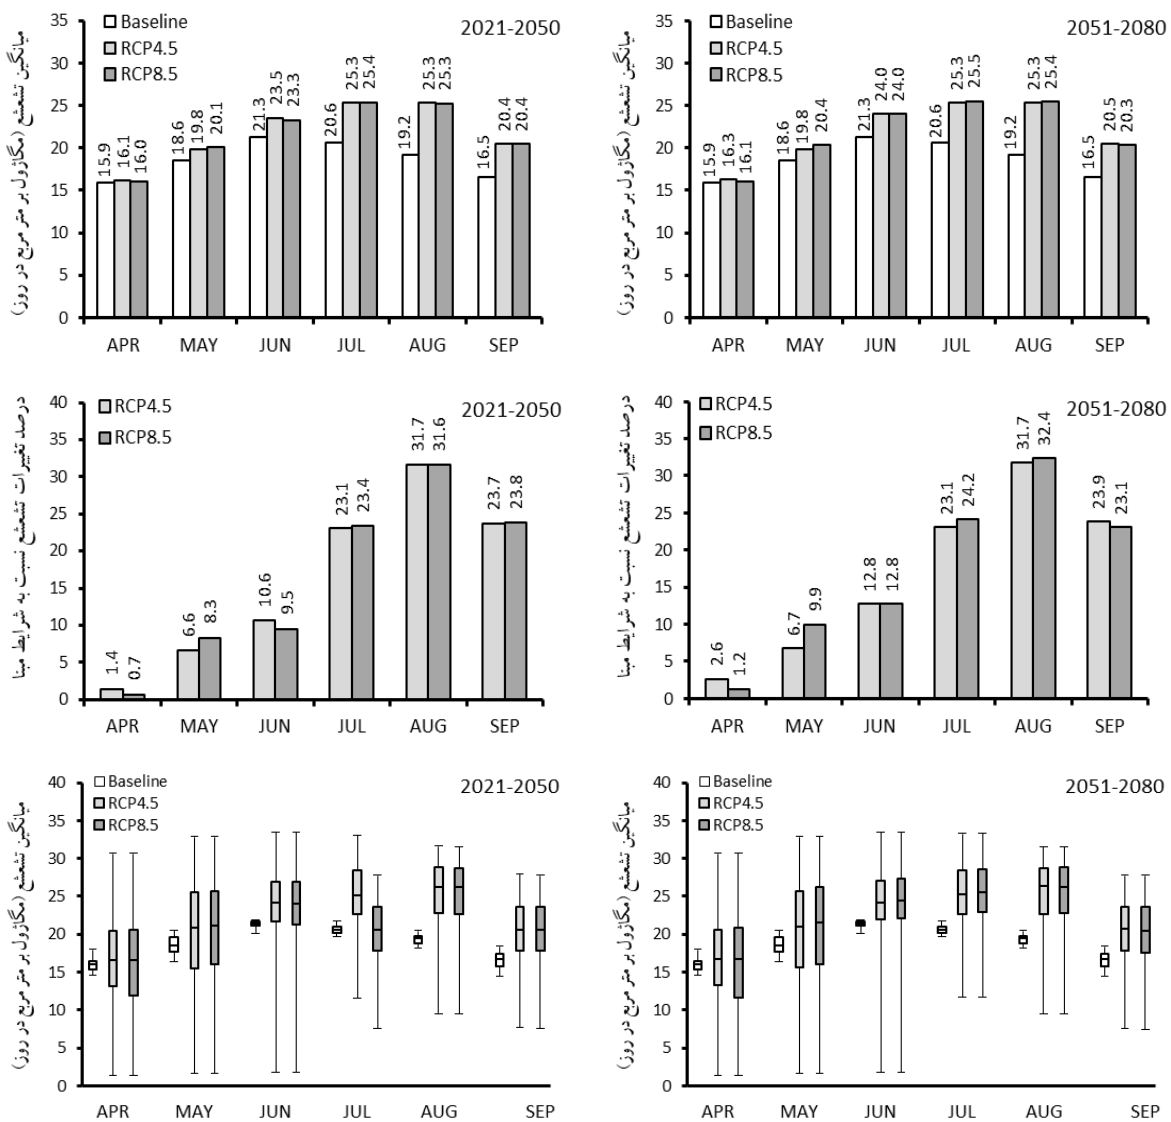 میانگین تشعشع (مگاژول بر متر مربع در روز)
35
30
25
20
15
10
5
0
Baseline
RCP4.5
RCP8.5
2021-2050
15.9 16.1 16.0 18.6 19.8 20.1 21.3 23.5 23.3 20.6 25.3 25.4 19.2 25.3 25.3 16.5 20.4 20.4
APR MAY JUN JUL AUG SEP
میانگین تشعشع (مگاژول بر متر مربع در روز)
35
30
25
20
15
10
5
0
Baseline
RCP4.5
RCP8.5
2051-2080
15.9 16.3 16.1 18.6 19.8 20.4 21.3 24.0 24.0 20.6 25.3 25.5 19.2 25.3 25.4 16.5 20.5 20.3
APR MAY JUN JUL AUG SEP
درصد تغییرات تشعشع نسبت به شرایط مبنا
40
35
30
25
20
15
10
5
0
RCP4.5
RCP8.5
2021-2050
1.4 0.7 6.6 8.3 10.6 9.5 23.1 23.4 31.7 31.6 23.7 23.8
APR MAY JUN JUL AUG SEP
درصد تغییرات تشعشع نسبت به شرایط مبنا
40
35
30
25
20
15
10
5
0
RCP4.5
RCP8.5
2051-2080
2.6 1.2 6.7 9.9 12.8 12.8 23.1 24.2 31.7 32.4 23.9 23.1
APR MAY JUN JUL AUG SEP
میانگین تشعشع (مگاژول بر متر مربع در روز)
40
35
30
25
20
15
10
5
0
Baseline
RCP4.5
RCP8.5
2021-2050
APR MAY JUN JUL AUG SEP
میانگین تشعشع (مگاژول بر متر مربع در روز)
40
35
30
25
20
15
10
5
0
Baseline
RCP4.5
RCP8.5
2051-2080
APR MAY JUN JUL AUG SEP